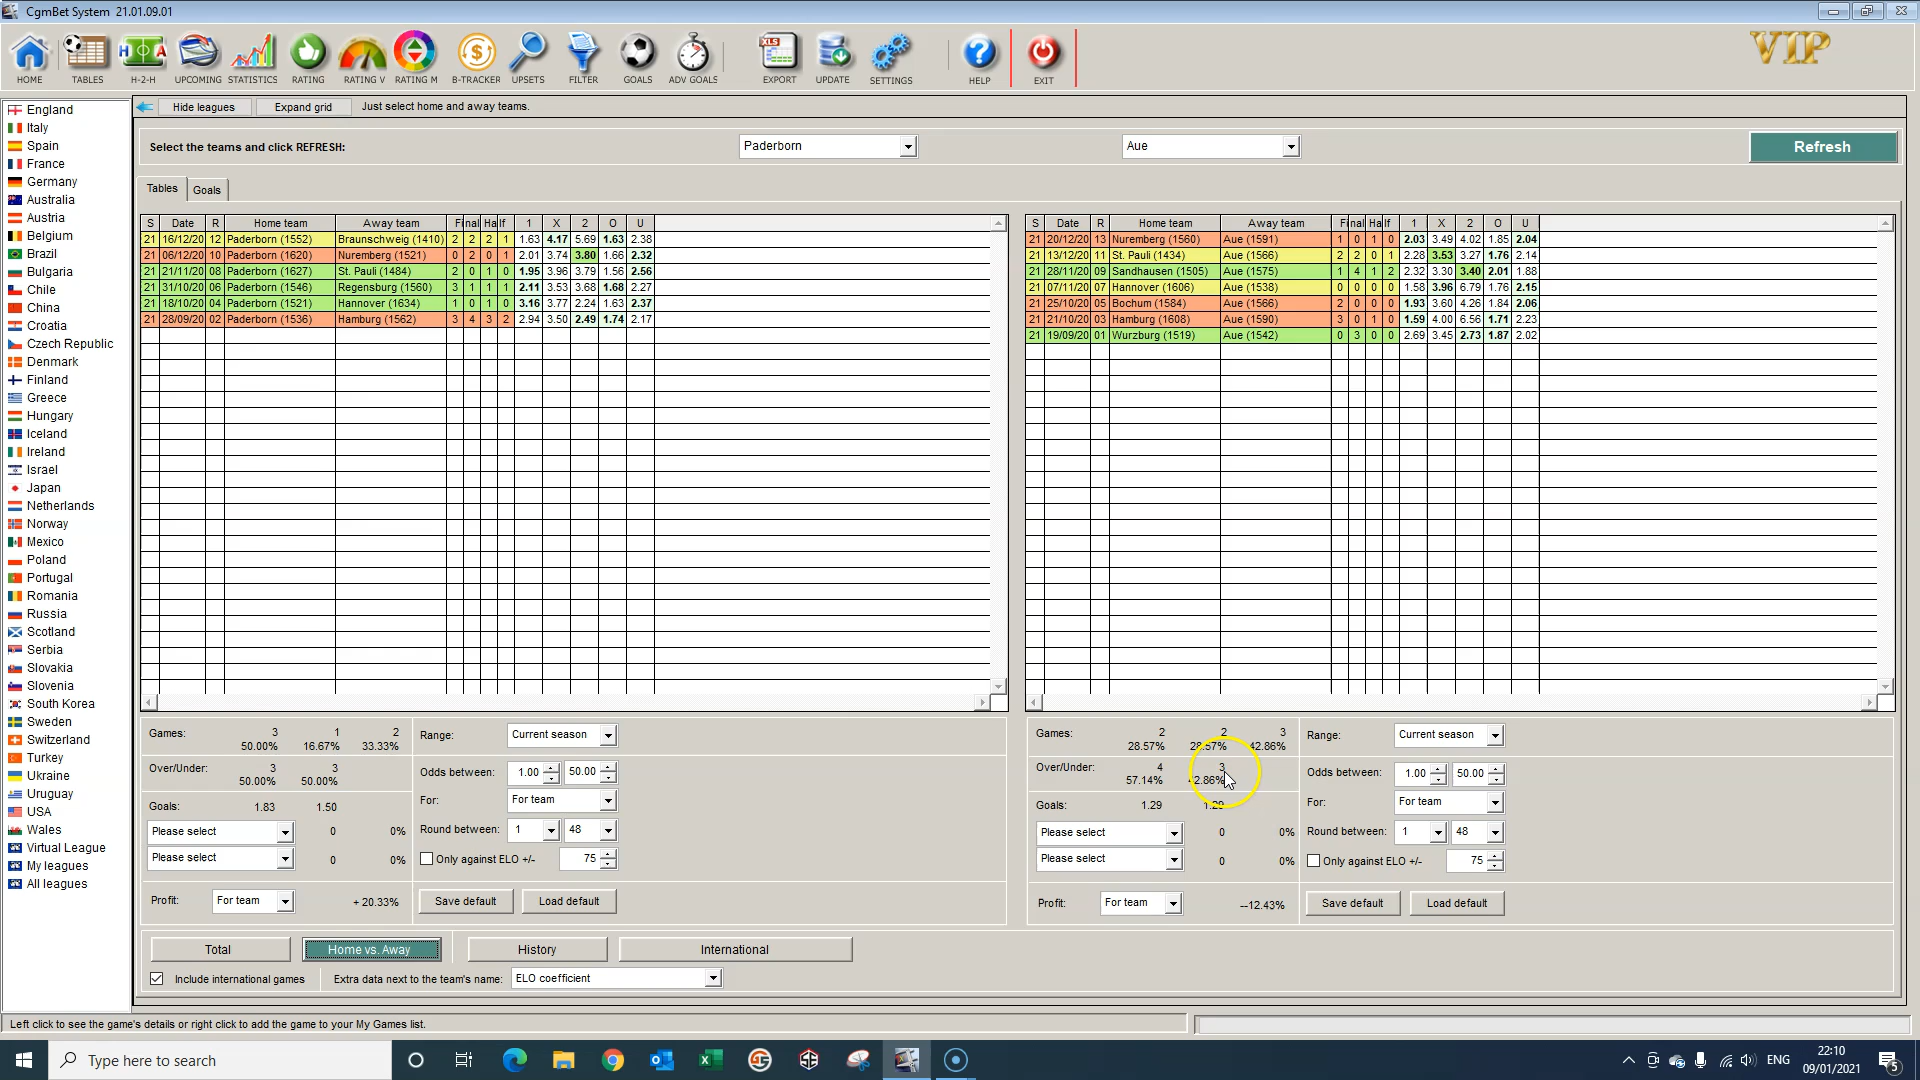 CgmBet System 21.01.09.01
HOME TABLES H-2-H UPCOMING STATISTICS RATING RATING V RATING M B-TRACKER UPSETS FILTER GOALS ADV GOALS EXPORT UPDATE SETTINGS HELP EXIT
VIP
England
Italy
Spain
France
Germany
Australia
Austria
Belgium
Brazil
Bulgaria
Chile
China
Croatia
Czech Republic
Denmark
Finland
Greece
Hungary
Iceland
Ireland
Israel
Japan
Netherlands
Norway
Mexico
Poland
Portugal
Romania
Russia
Scotland
Serbia
Slovakia
Slovenia
South Korea
Sweden
Switzerland
Turkey
Ukraine
Uruguay
USA
Wales
Virtual League
My leagues
All leagues
Hide leagues Expand grid Just select home and away teams.
Select the teams and click REFRESH: Paderborn Aue Refresh
Tables Goals
S Date R Home team Away team Final Half 1 X 2 O U
21 16/12/20 12 Paderborn (1552) Braunschweig (1410) 2 2 2 1 1.63 4.17 5.69 1.63 2.38
21 06/12/20 10 Paderborn (1620) Nuremberg (1521) 0 2 0 1 2.01 3.74 3.80 1.66 2.32
21 21/11/20 08 Paderborn (1627) St. Pauli (1484) 2 0 1 0 1.95 3.96 3.79 1.56 2.56
21 31/10/20 06 Paderborn (1546) Regensburg (1560) 3 1 1 1 2.11 3.53 3.68 1.68 2.27
21 18/10/20 04 Paderborn (1521) Hannover (1634) 1 0 1 0 3.16 3.77 2.24 1.63 2.37
21 28/09/20 02 Paderborn (1536) Hamburg (1562) 3 4 3 2 2.94 3.50 2.49 1.74 2.17
S Date R Home team Away team Final Half 1 X 2 O U
21 20/12/20 13 Nuremberg (1560) Aue (1591) 1 0 1 0 2.03 3.49 4.02 1.85 2.04
21 13/12/20 11 St. Pauli (1434) Aue (1566) 2 2 0 1 2.28 3.53 3.27 1.76 2.14
21 28/11/20 09 Sandhausen (1505) Aue (1575) 1 4 1 2 2.32 3.30 3.40 2.01 1.88
21 07/11/20 07 Hannover (1606) Aue (1538) 0 0 0 0 1.58 3.96 6.79 1.76 2.15
21 25/10/20 05 Bochum (1584) Aue (1566) 2 0 0 0 1.93 3.60 4.26 1.84 2.06
21 21/10/20 03 Hamburg (1608) Aue (1590) 3 0 1 0 1.59 4.00 6.56 1.71 2.23
21 19/09/20 01 Wurzburg (1519) Aue (1542) 0 3 0 0 2.69 3.45 2.73 1.87 2.02
Games: 3 1 2
50.00% 16.67% 33.33%
Over/Under: 3 3
50.00% 50.00%
Goals: 1.83 1.50
Please select 0 0%
Please select 0 0%
Profit: For team + 20.33%
Range: Current season
Odds between: 1.00 50.00
For: For team
Round between: 1 48
Only against ELO +/- 75
Save default Load default
Games: 2 2 3
28.57% 28.57% 42.86%
Over/Under: 4 3
57.14% 42.86%
Goals: 1.29 1.29
Please select 0 0%
Please select 0 0%
Profit: For team --12.43%
Range: Current season
Odds between: 1.00 50.00
For: For team
Round between: 1 48
Only against ELO +/- 75
Save default Load default
Total Home vs. Away History International
Include international games Extra data next to the team's name: ELO coefficient
Left click to see the game's details or right click to add the game to your My Games list.
Type here to search
ENG
22:10
09/01/2021
5